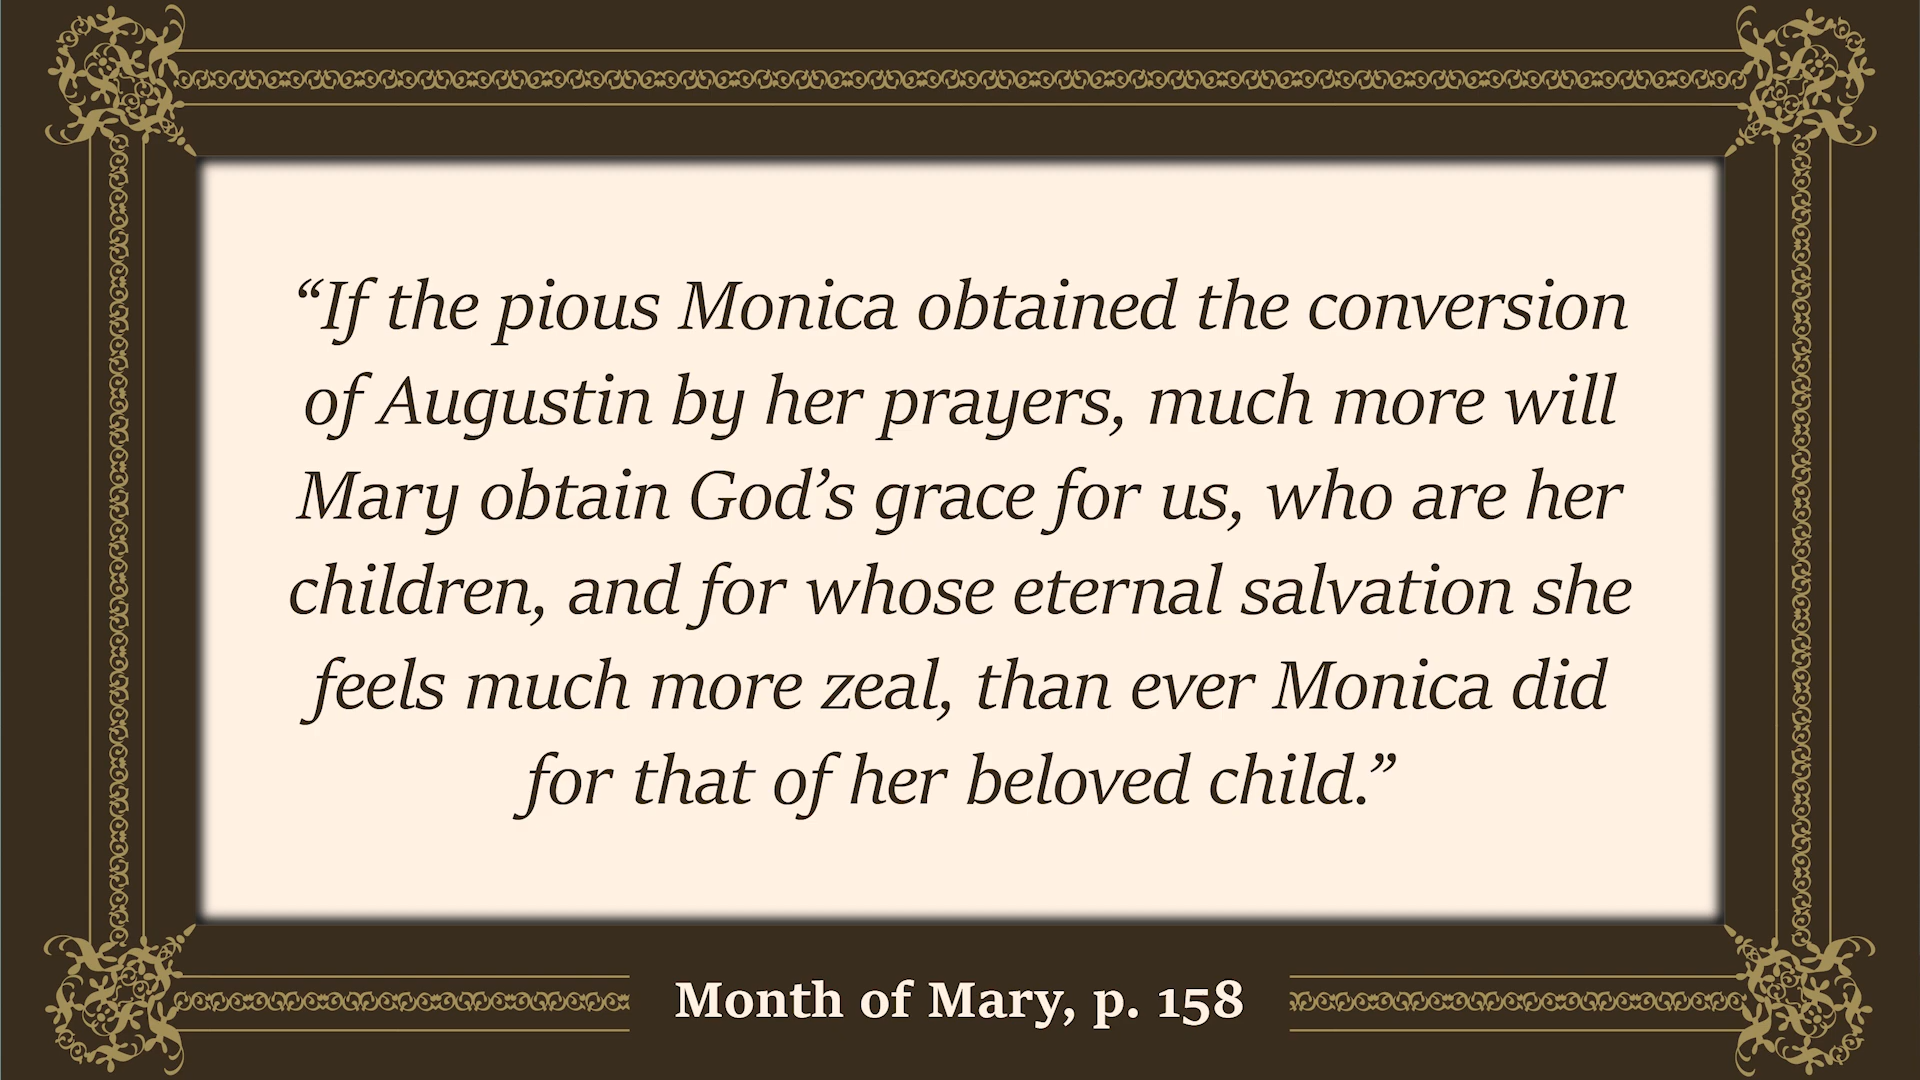 “If the pious Monica obtained the conversion
of Augustin by her prayers, much more will
Mary obtain God’s grace for us, who are her
children, and for whose eternal salvation she
feels much more zeal, than ever Monica did
for that of her beloved child.”
Month of Mary, p. 158